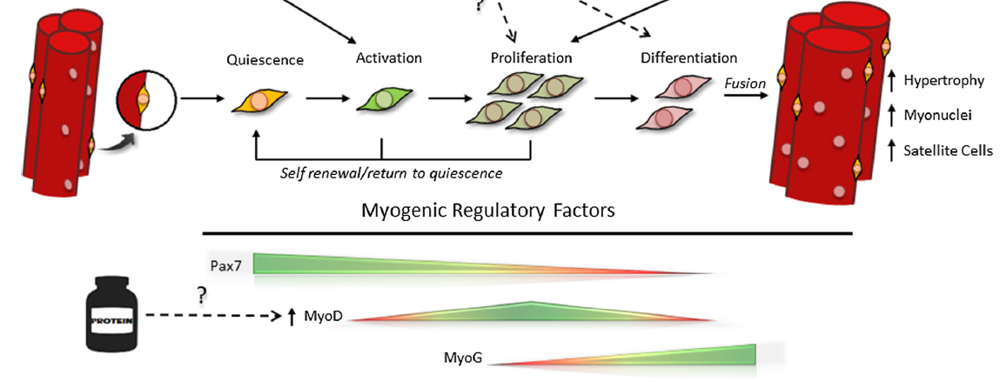 ?
Quiescence
Activation
Proliferation
Differentiation
Fusion
Hypertrophy
Myonuclei
Satellite Cells
Self renewal/return to quiescence
Myogenic Regulatory Factors
Pax7
?
PROTEIN
MyoD
MyoG